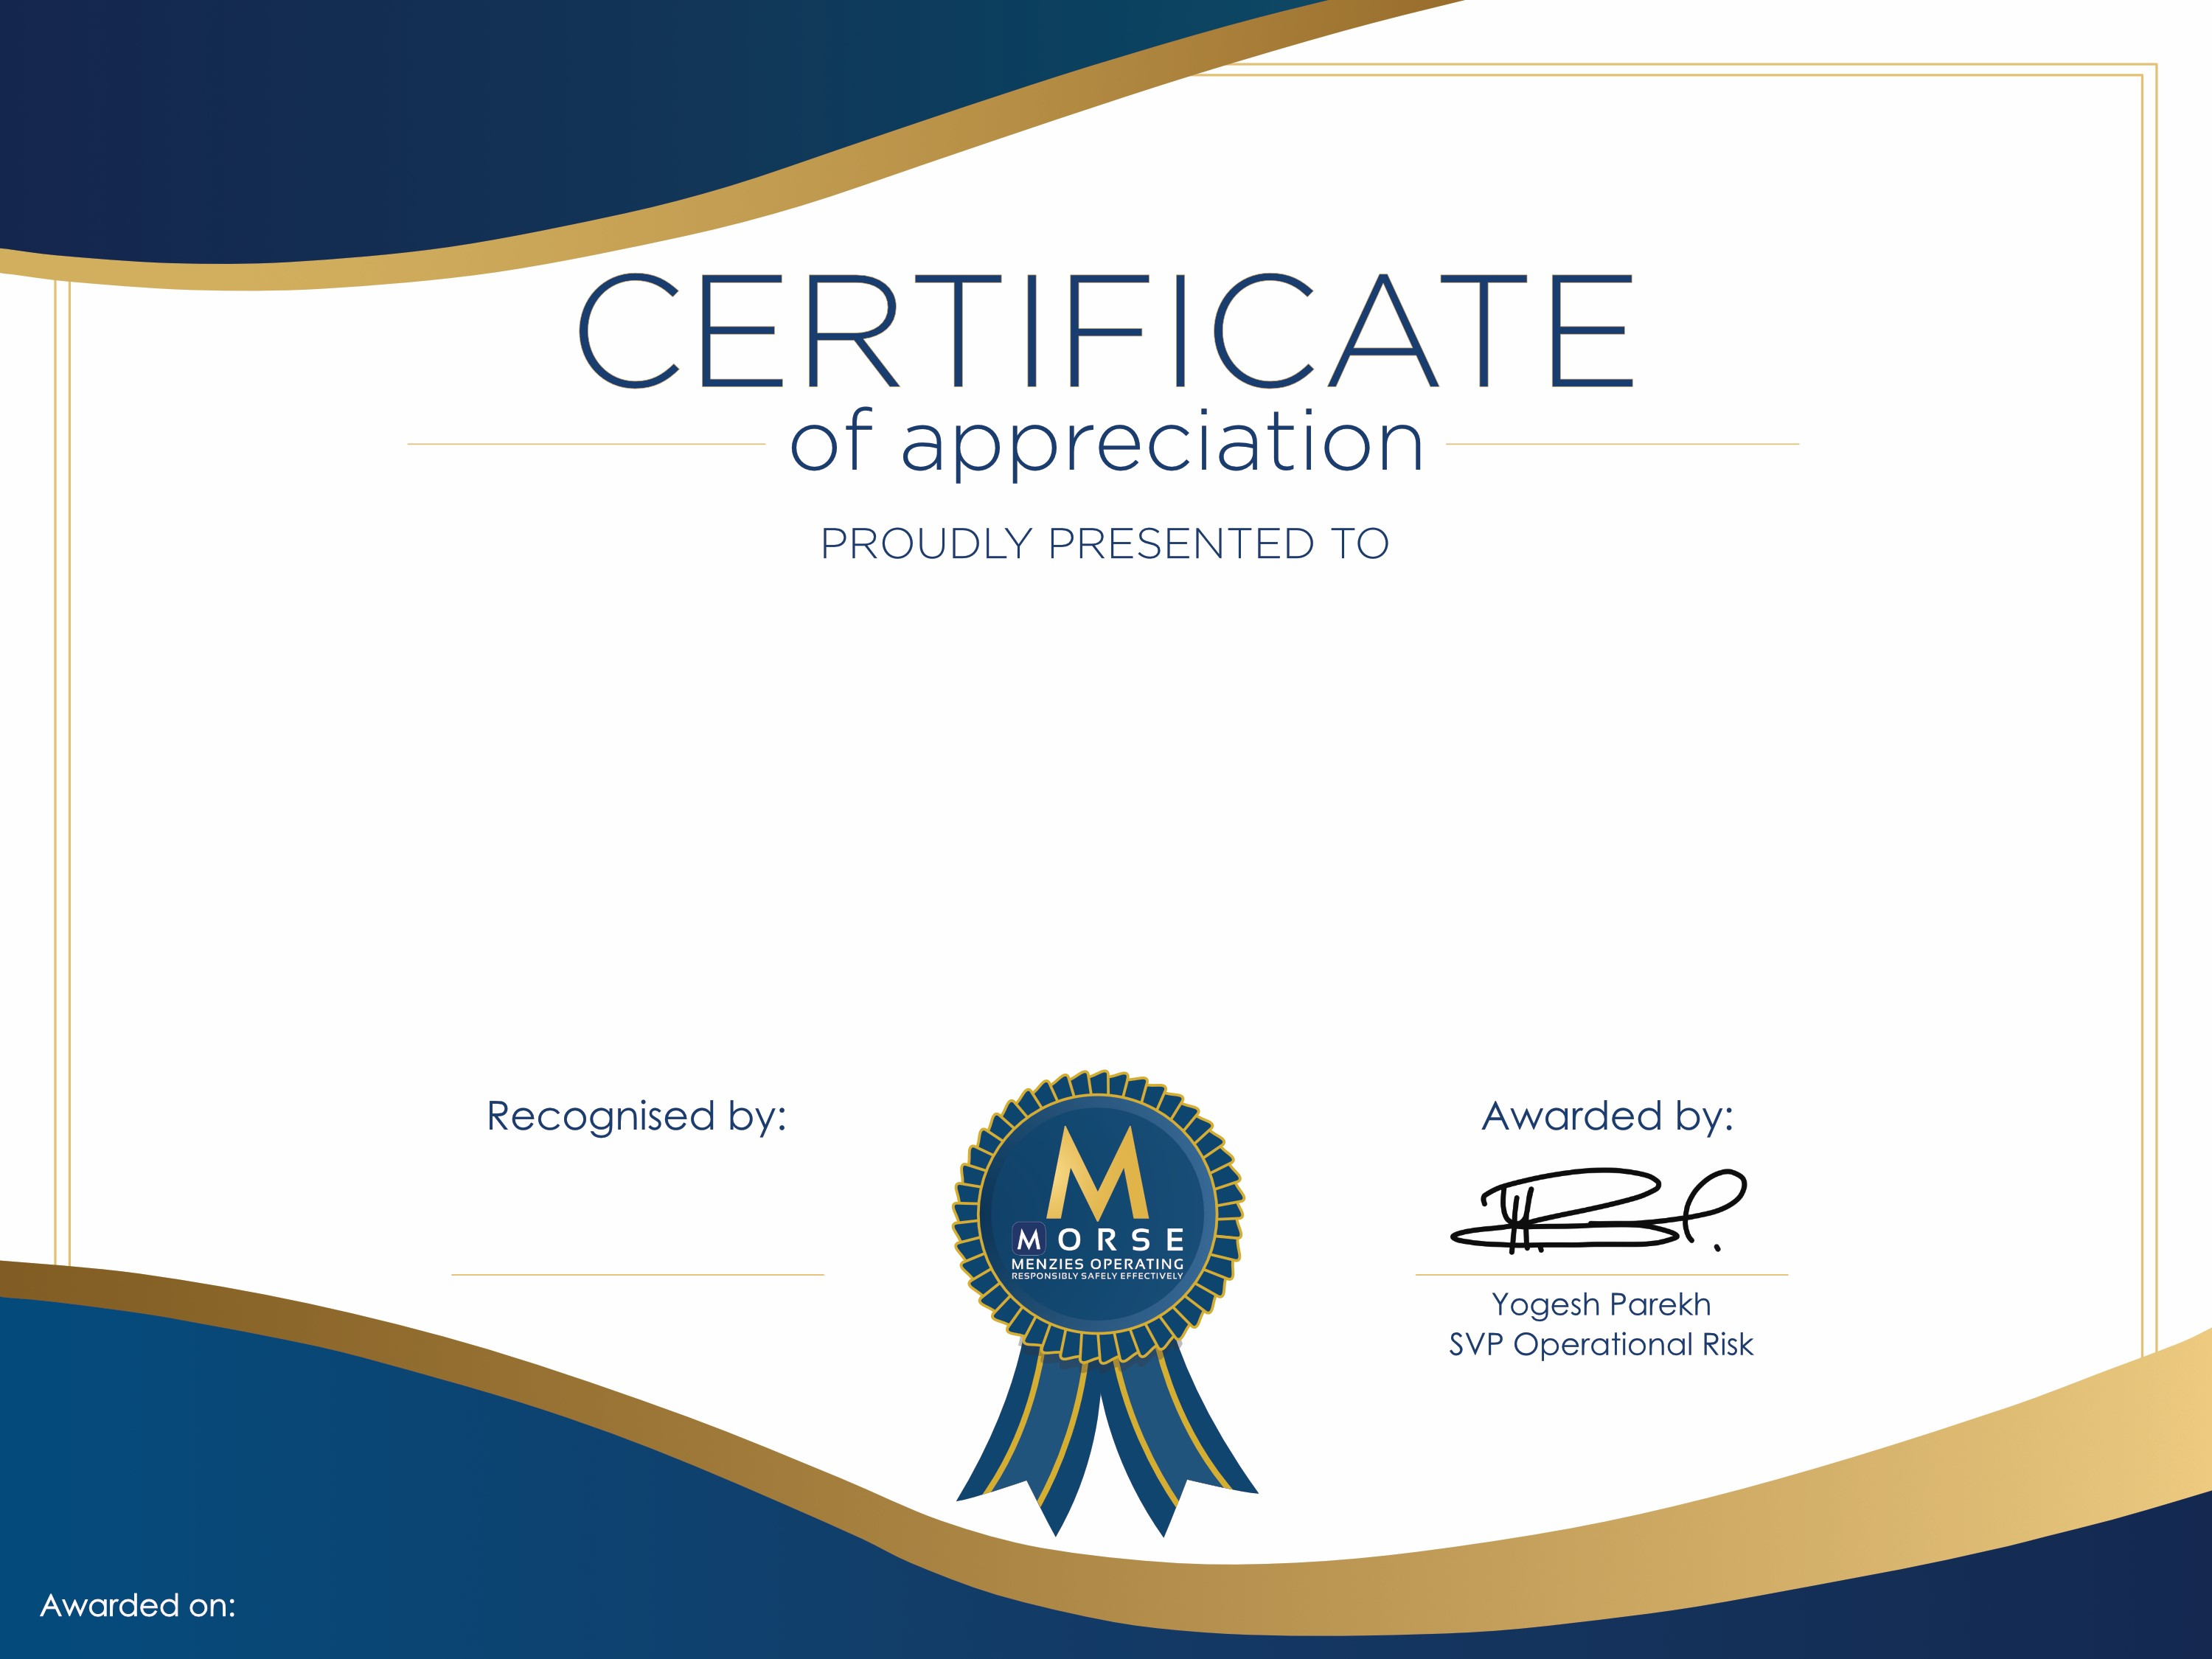 CERTIFICATE
of appreciation
PROUDLY PRESENTED TO
Recognised by:
Awarded by:
M
M ORSE
MENZIES OPERATING
RESPONSIBLY SAFELY EFFECTIVELY
Yogesh Parekh
SVP Operational Risk
Awarded on: